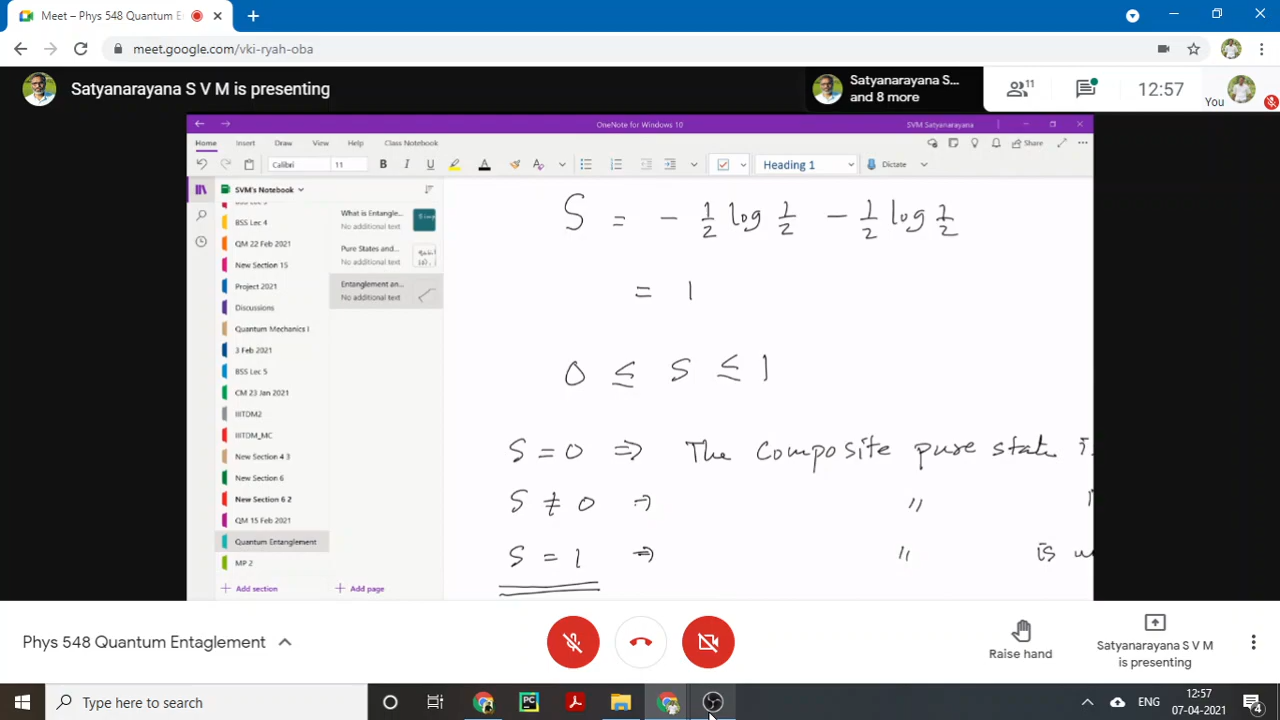 Meet – Phys 548 Quantum E
meet.google.com/vki-ryah-oba
Satyanarayana S V M is presenting
Satyanarayana S...
and 8 more
11
12:57
You
OneNote for Windows 10
SVM Satyanarayana
Home Insert Draw View Help Class Notebook
Share
Calibri 11 B I U A Heading 1 Dictate
SVM's Notebook
BSS Lec 4
QM 22 Feb 2021
New Section 15
Project 2021
Discussions
Quantum Mechanics I
3 Feb 2021
BSS Lec 5
CM 23 Jan 2021
IIITDM2
IIITDM_MC
New Section 4 3
New Section 6
New Section 6 2
QM 15 Feb 2021
Quantum Entanglement
MP 2
+ Add section
What is Entangle...
No additional text
Pure States and...
No additional text
Entanglement an...
No additional text
+ Add page
S = - 1/2 log 1/2 - 1/2 log 1/2
= 1
0 ≤ S ≤ 1
S = 0 ⇒ The composite pure state i
S ≠ 0 ⇒ "
S = 1 ⇒ " is
Phys 548 Quantum Entaglement
Raise hand
Satyanarayana S V M
is presenting
Type here to search
PC
ENG
12:57
07-04-2021
4